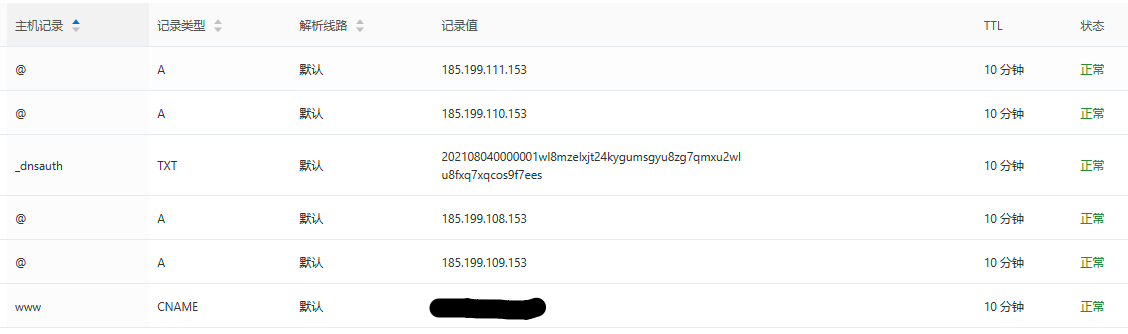 主机记录 记录类型 解析线路 记录值 TTL 状态
@ A 默认 185.199.111.153 10 分钟 正常
@ A 默认 185.199.110.153 10 分钟 正常
_dnsauth TXT 默认 202108040000001wl8mzelxjt24kygumsgyu8zg7qmxu2wl 10 分钟 正常
u8fxq7xqcos9f7ees
@ A 默认 185.199.108.153 10 分钟 正常
@ A 默认 185.199.109.153 10 分钟 正常
www CNAME 默认 10 分钟 正常